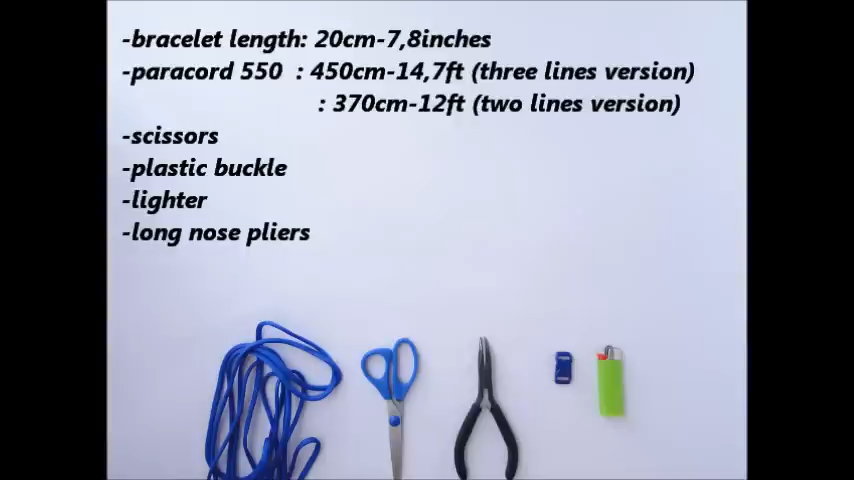 -bracelet length: 20cm-7,8inches
-paracord 550 : 450cm-14,7ft (three lines version)
: 370cm-12ft (two lines version)
-scissors
-plastic buckle
-lighter
-long nose pliers